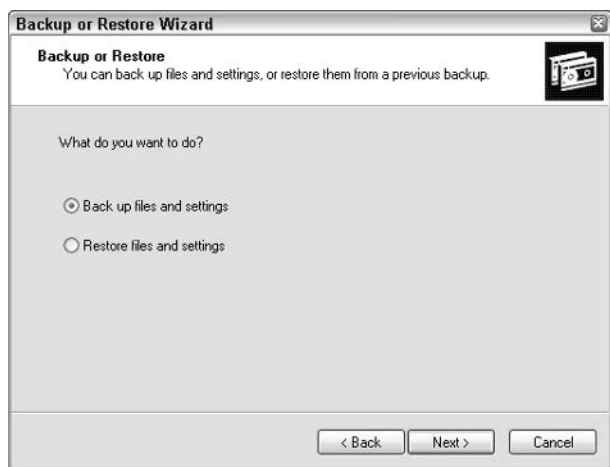 Backup or Restore Wizard
Backup or Restore
You can back up files and settings, or restore them from a previous backup.
What do you want to do?
Back up files and settings
Restore files and settings
< Back
Next >
Cancel